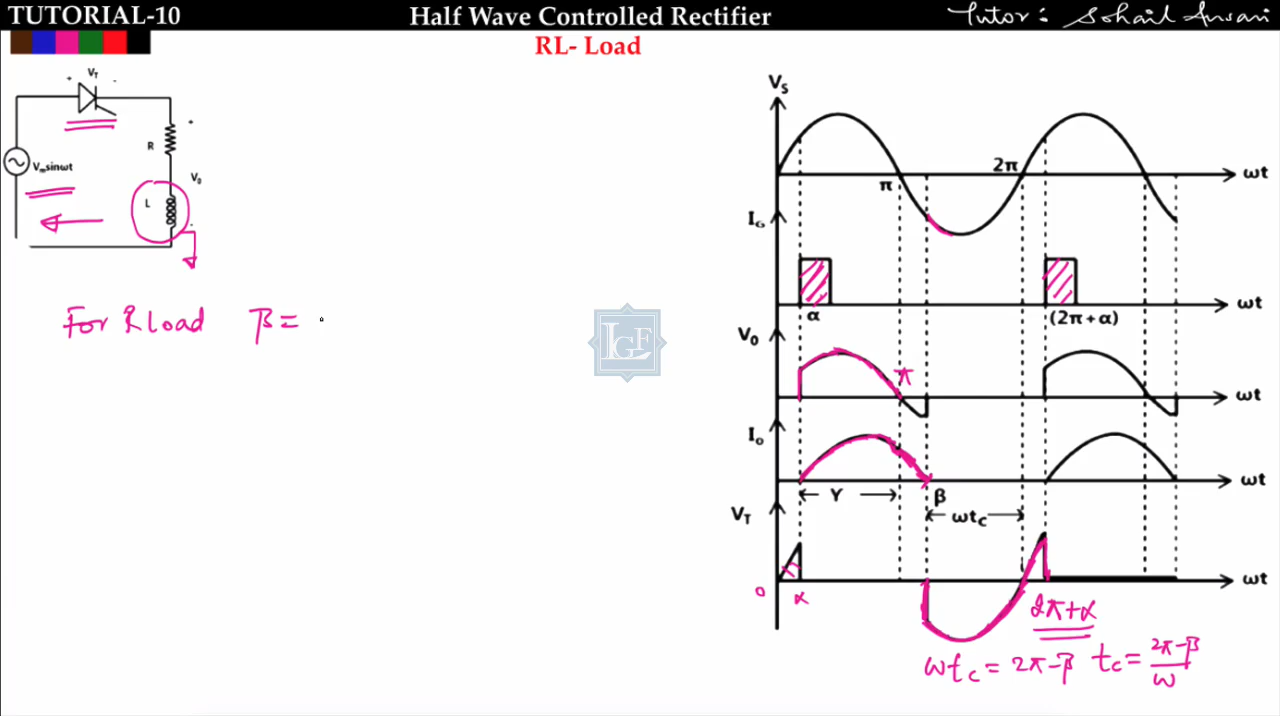 TUTORIAL-10
Half Wave Controlled Rectifier
Tutor: Sohail Ansari
RL- Load
+ VT -
R
+
Vmsinωt
V0
L
-
For R load β =
LGF
VS
π
2π
ωt
IG
α
(2π+α)
ωt
V0
π
ωt
I0
ωt
γ
β
ωtc
VT
ωt
0
α
2π+α
ωtc = 2π-β
tc = 2π-β/ω